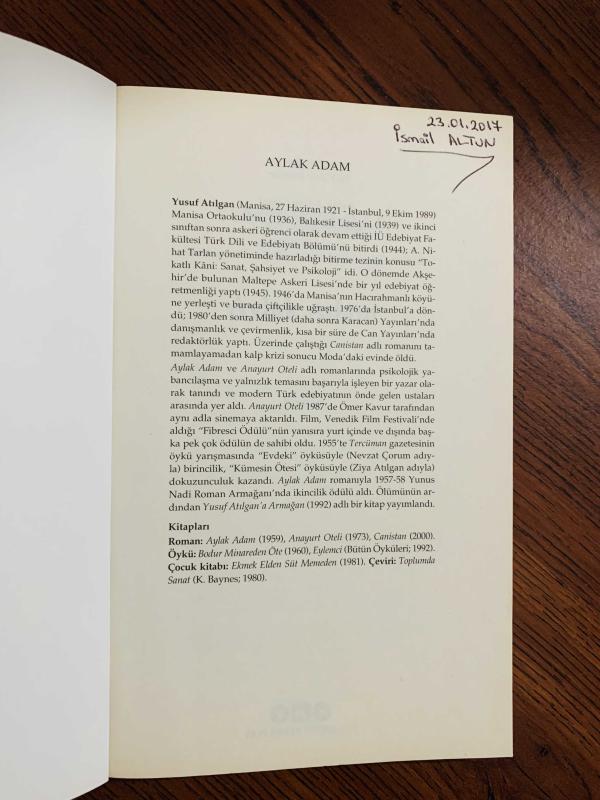 23.01.2017
İsmail ALTUN
AYLAK ADAM
Yusuf Atılgan (Manisa, 27 Haziran 1921 - İstanbul, 9 Ekim 1989)
Manisa Ortaokulu'nu (1936), Balıkesir Lisesi'ni (1939) ve ikinci
sınıftan sonra askeri öğrenci olarak devam ettiği İÜ Edebiyat Fa-
kültesi Türk Dili ve Edebiyatı Bölümü'nü bitirdi (1944); A. Ni-
hat Tarlan yönetiminde hazırladığı bitirme tezinin konusu "To-
katlı Kâni: Sanat, Şahsiyet ve Psikoloji" idi. O dönemde Akşe-
hir'de bulunan Maltepe Askeri Lisesi'nde bir yıl edebiyat öğ-
retmenliği yaptı (1945). 1946'da Manisa'nın Hacırahmanlı köyü-
ne yerleşti ve burada çiftçilikle uğraştı. 1976'da İstanbul'a dön-
dü; 1980'den sonra Milliyet (daha sonra Karacan) Yayınları'nda
danışmanlık ve çevirmenlik, kısa bir süre de Can Yayınları'nda
redaktörlük yaptı. Üzerinde çalıştığı Canistan adlı romanını ta-
mamlayamadan kalp krizi sonucu Moda'daki evinde öldü.
Aylak Adam ve Anayurt Oteli adlı romanlarında psikolojik ya-
bancılaşma ve yalnızlık temasını başarıyla işleyen bir yazar ola-
rak tanındı ve modern Türk edebiyatının önde gelen ustaları
arasında yer aldı. Anayurt Oteli 1987'de Ömer Kavur tarafından
aynı adla sinemaya aktarıldı. Film, Venedik Film Festivali'nde
aldığı "Fibresci Ödülü"nün yanısıra yurt içinde ve dışında baş-
ka pek çok ödülün de sahibi oldu. 1955'te Tercüman gazetesinin
öykü yarışmasında "Evdeki" öyküsüyle (Nevzat Çorum adıy-
la) birincilik, "Kümesin Ötesi" öyküsüyle (Ziya Atılgan adıyla)
dokuzunculuk kazandı. Aylak Adam romanıyla 1957-58 Yunus
Nadi Roman Armağanı'nda ikincilik ödülü aldı. Ölümünün ar-
dından Yusuf Atılgan'a Armağan (1992) adlı bir kitap yayımlandı.
Kitapları
Roman: Aylak Adam (1959), Anayurt Oteli (1973), Canistan (2000).
Öykü: Bodur Minareden Öte (1960), Eylemci (Bütün Öyküleri; 1992).
Çocuk kitabı: Ekmek Elden Süt Memeden (1981). Çeviri: Toplumda
Sanat (K. Baynes; 1980).